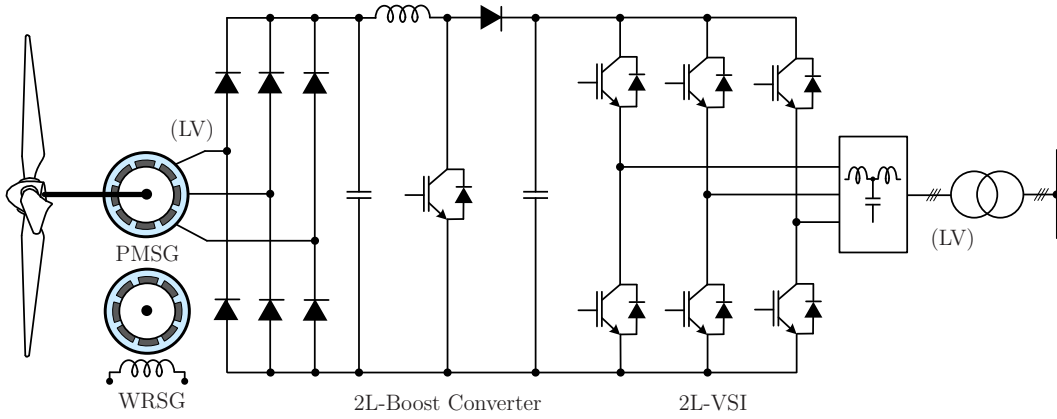 (LV)
PMSG
(LV)
WRSG
2L-Boost Converter
2L-VSI